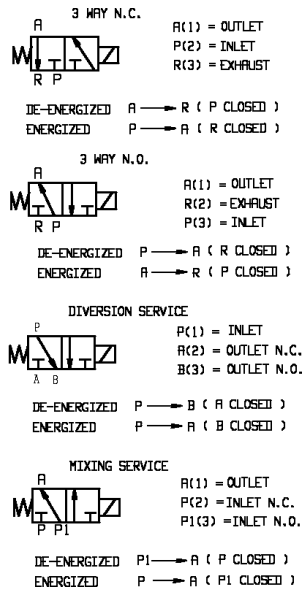 3 WAY N.C.
A
R P
A(1) = OUTLET
P(2) = INLET
R(3) = EXHAUST
DE-ENERGIZED A → R ( P CLOSED )
ENERGIZED P → A ( R CLOSED )
3 WAY N.O.
A
R P
A(1) = OUTLET
R(2) = EXHAUST
P(3) = INLET
DE-ENERGIZED P → A ( R CLOSED )
ENERGIZED A → R ( P CLOSED )
DIVERSION SERVICE
P
A B
P(1) = INLET
A(2) = OUTLET N.C.
B(3) = OUTLET N.O.
DE-ENERGIZED P → B ( A CLOSED )
ENERGIZED P → A ( B CLOSED )
MIXING SERVICE
A
P P1
A(1) = OUTLET
P(2) = INLET N.C.
P1(3) = INLET N.O.
DE-ENERGIZED P1 → A ( P CLOSED )
ENERGIZED P → A ( P1 CLOSED )